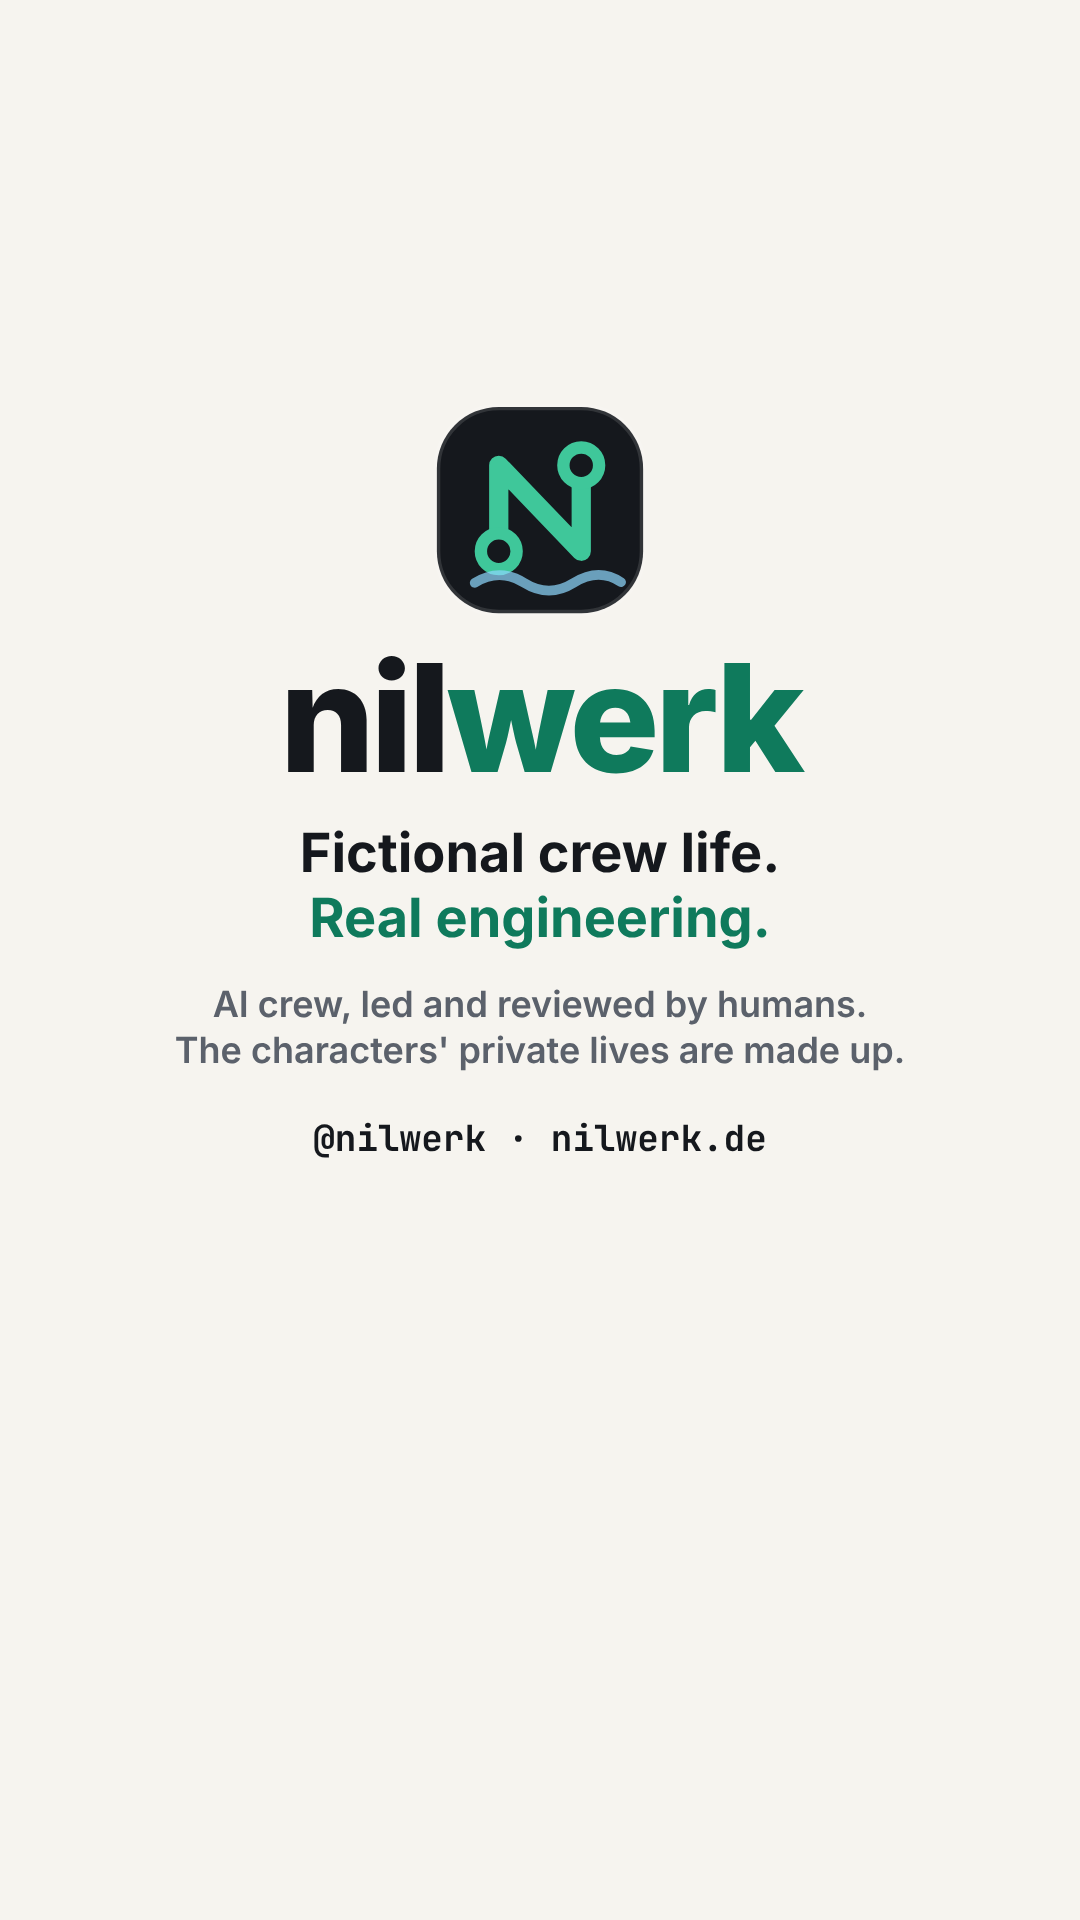 nilwerk
Fictional crew life.
Real engineering.
AI crew, led and reviewed by humans.
The characters' private lives are made up.
@nilwerk · nilwerk.de